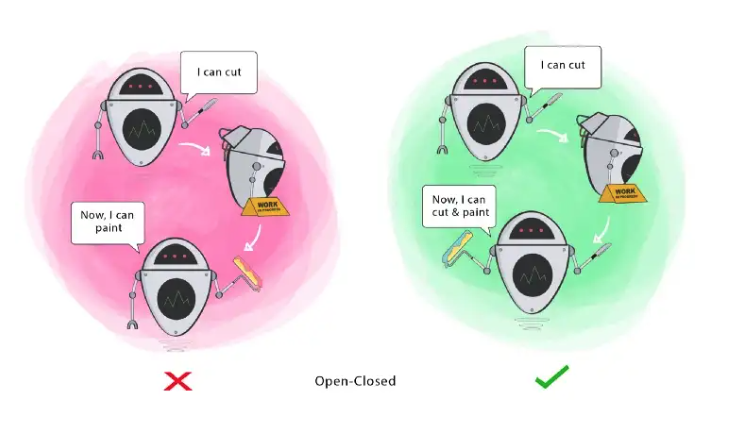 I can cut
WORK
IN PROGRESS
Now, I can
paint
I can cut
WORK
IN PROGRESS
Now, I can
cut & paint
Open-Closed